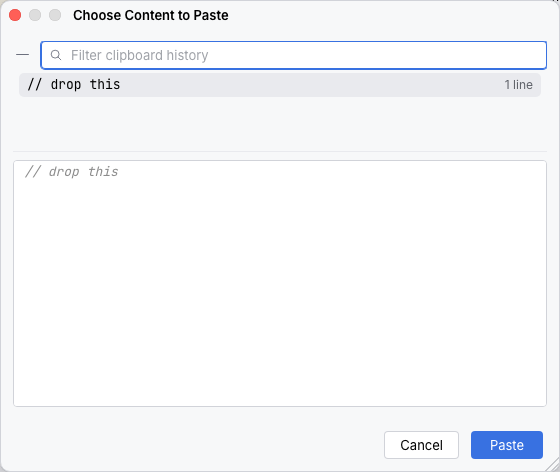 Choose Content to Paste
Filter clipboard history
// drop this 1 line
// drop this
Cancel Paste